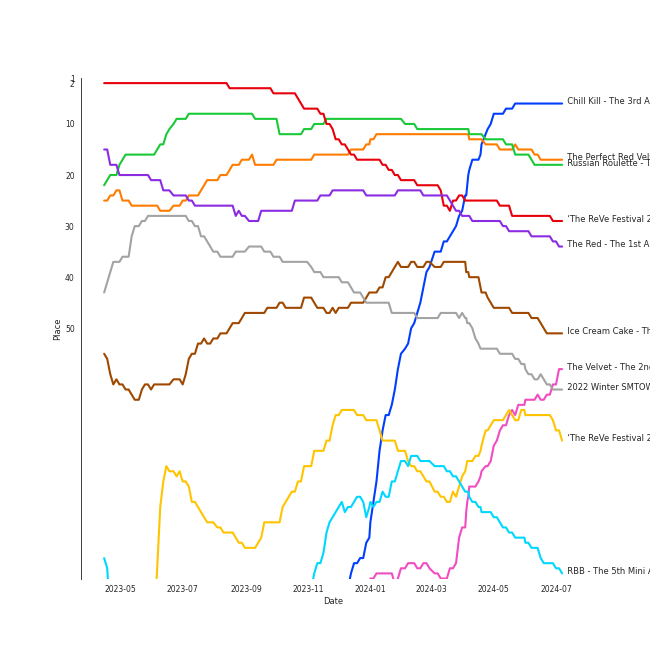 1
2
10
20
30
40
50
Place
Chill Kill - The 3rd A
The Perfect Red Vel
Russian Roulette - T
'The ReVe Festival 2
The Red - The 1st A
Ice Cream Cake - Th
The Velvet - The 2nd
2022 Winter SMTOW
'The ReVe Festival 2
RBB - The 5th Mini A
2023-05
2023-07
2023-09
2023-11
2024-01
2024-03
2024-05
2024-07
Date